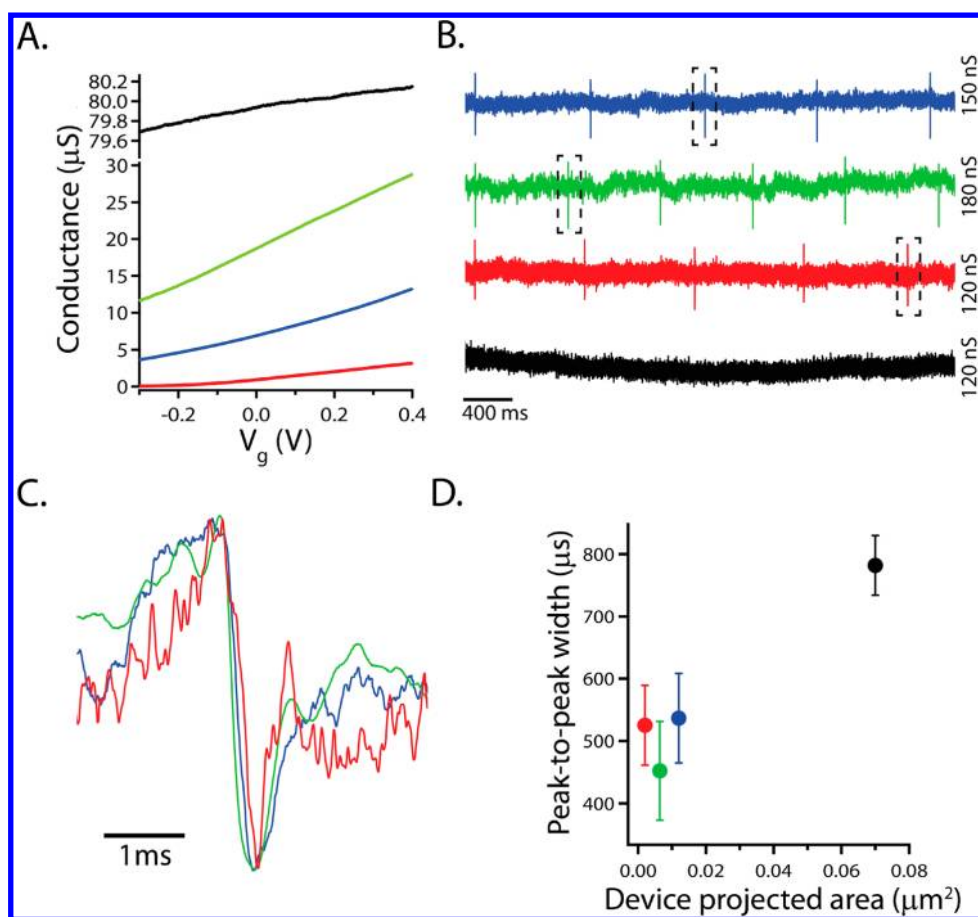 A.
Conductance (μS)
80.2
80.0
79.8
79.6
30
25
20
15
10
5
0
-0.2
0.0
0.2
0.4
Vg (V)
B.
150 nS
180 nS
120 nS
120 nS
400 ms
C.
1ms
D.
Peak-to-peak width (μs)
800
700
600
500
400
0.00
0.02
0.04
0.06
0.08
Device projected area (μm²)